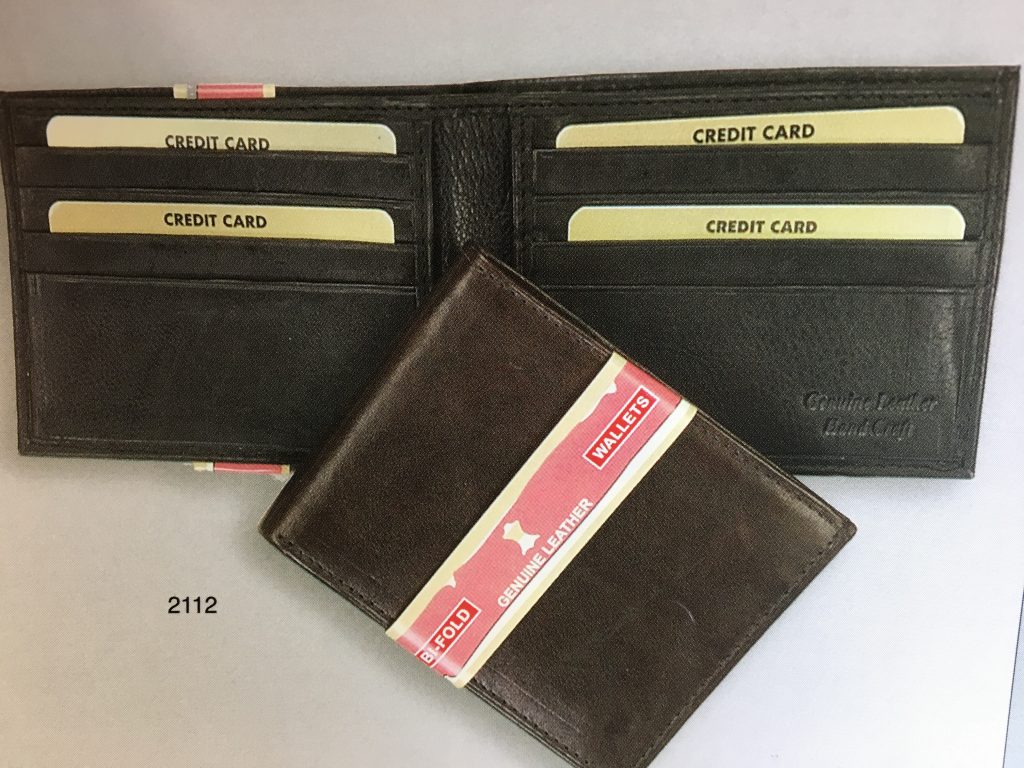 CREDIT CARD
CREDIT CARD
CREDIT CARD
CREDIT CARD
Genuine Leather
Hand Craft
WALLETS
GENUINE LEATHER
BI-FOLD
2112